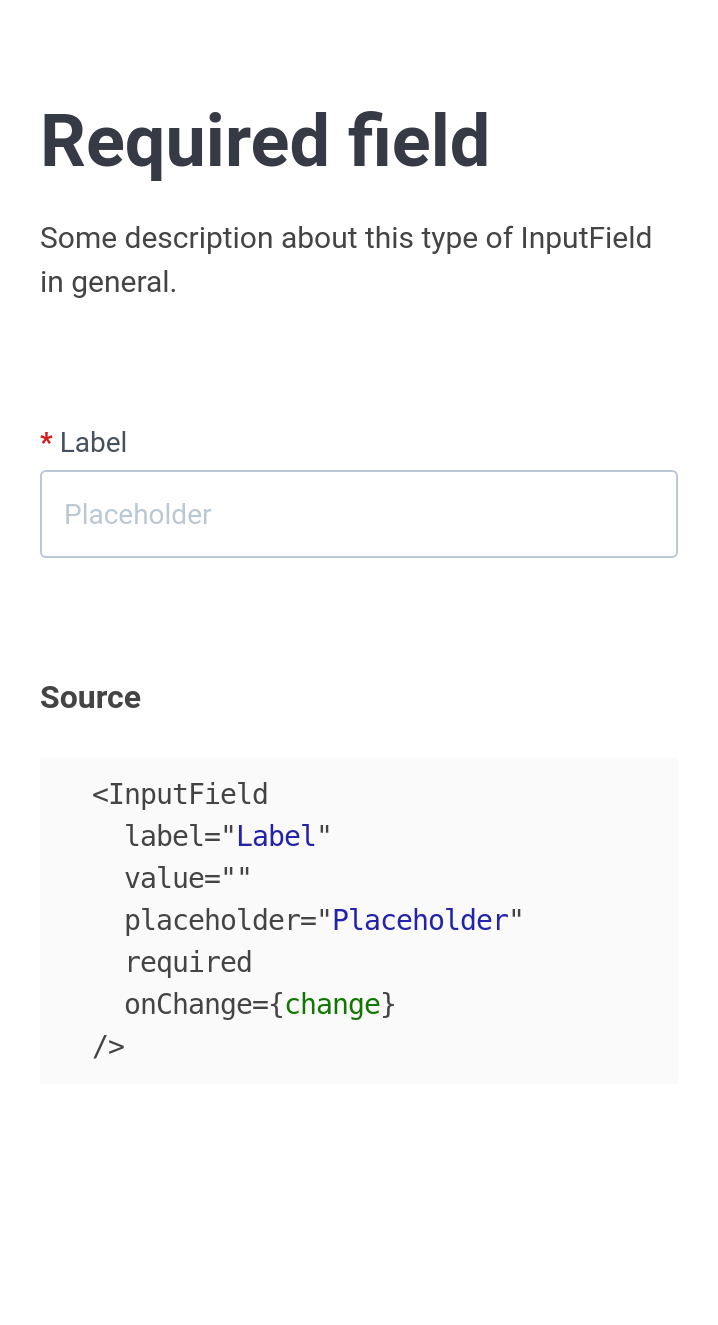 Required field
Some description about this type of InputField
in general.
* Label
Placeholder
Source
<InputField
  label="Label"
  value=""
  placeholder="Placeholder"
  required
  onChange={change}
/>